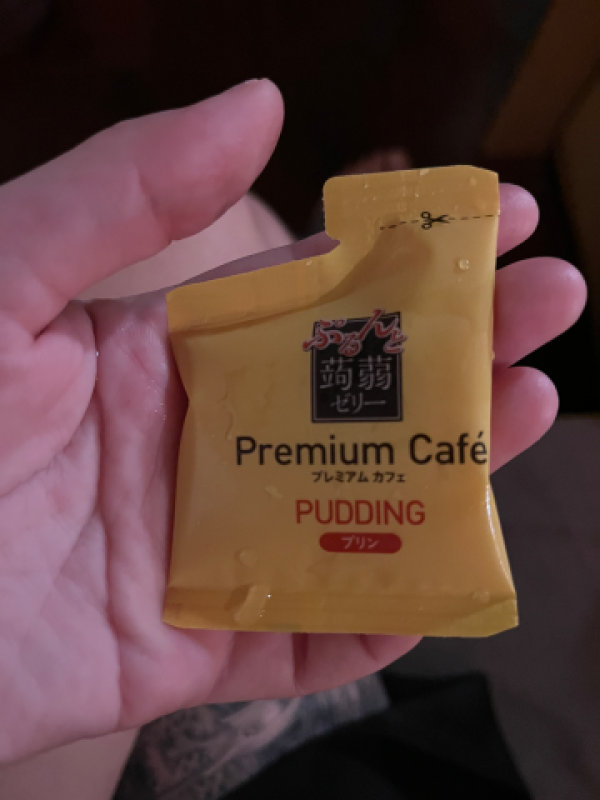 ぷるんと
蒟蒻
ゼリー
Premium Café
プレミアム カフェ
PUDDING
プリン